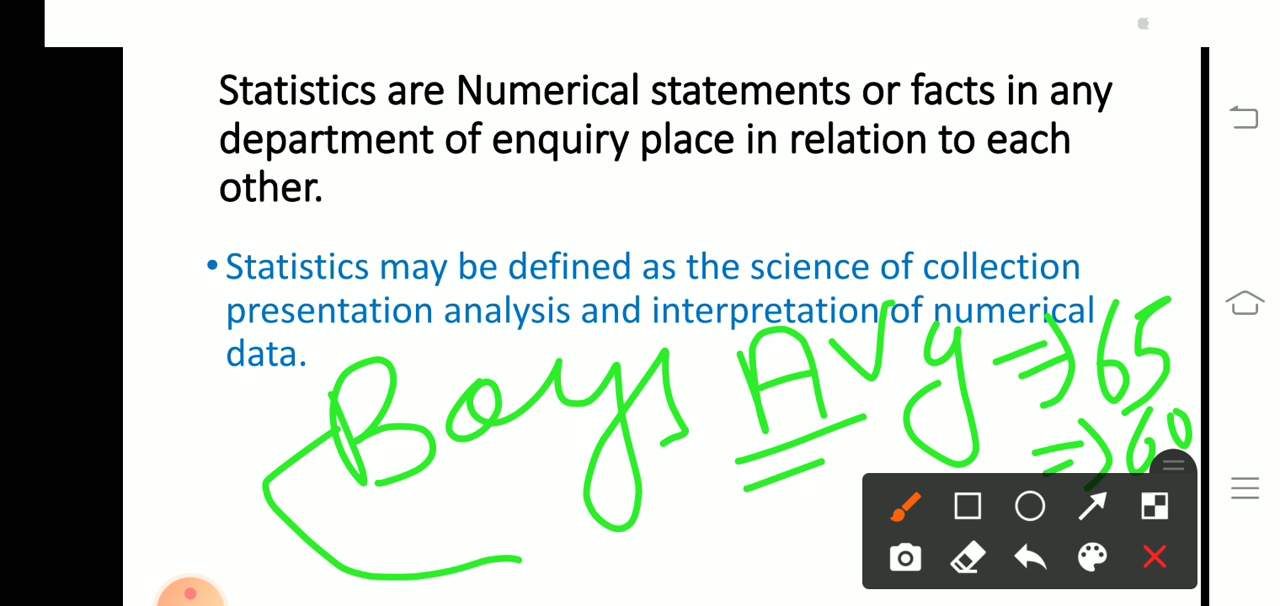 Statistics are Numerical statements or facts in any
department of enquiry place in relation to each
other.
• Statistics may be defined as the science of collection
presentation analysis and interpretation of numerical
data.
Boys Avg ⇒ 65
⇒ 60